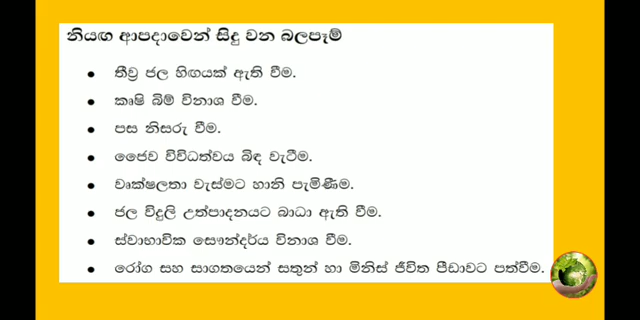 නියඟ ආපදාවෙන් සිදු වන බලපෑම්
• තීව්‍ර ජල හිඟයක් ඇති වීම.
• කෘෂි බිම් විනාශ වීම.
• පස නිසරු වීම.
• ජෛව විවිධත්වය බිඳ වැටීම.
• වෘක්ෂලතා වැස්මට හානි පැමිණීම.
• ජල විදුලි උත්පාදනයට බාධා ඇති වීම.
• ස්වාභාවික සෞන්දර්ය විනාශ වීම.
• රෝග සහ සාගතයෙන් සතුන් හා මිනිස් ජීවිත පීඩාවට පත්වීම.